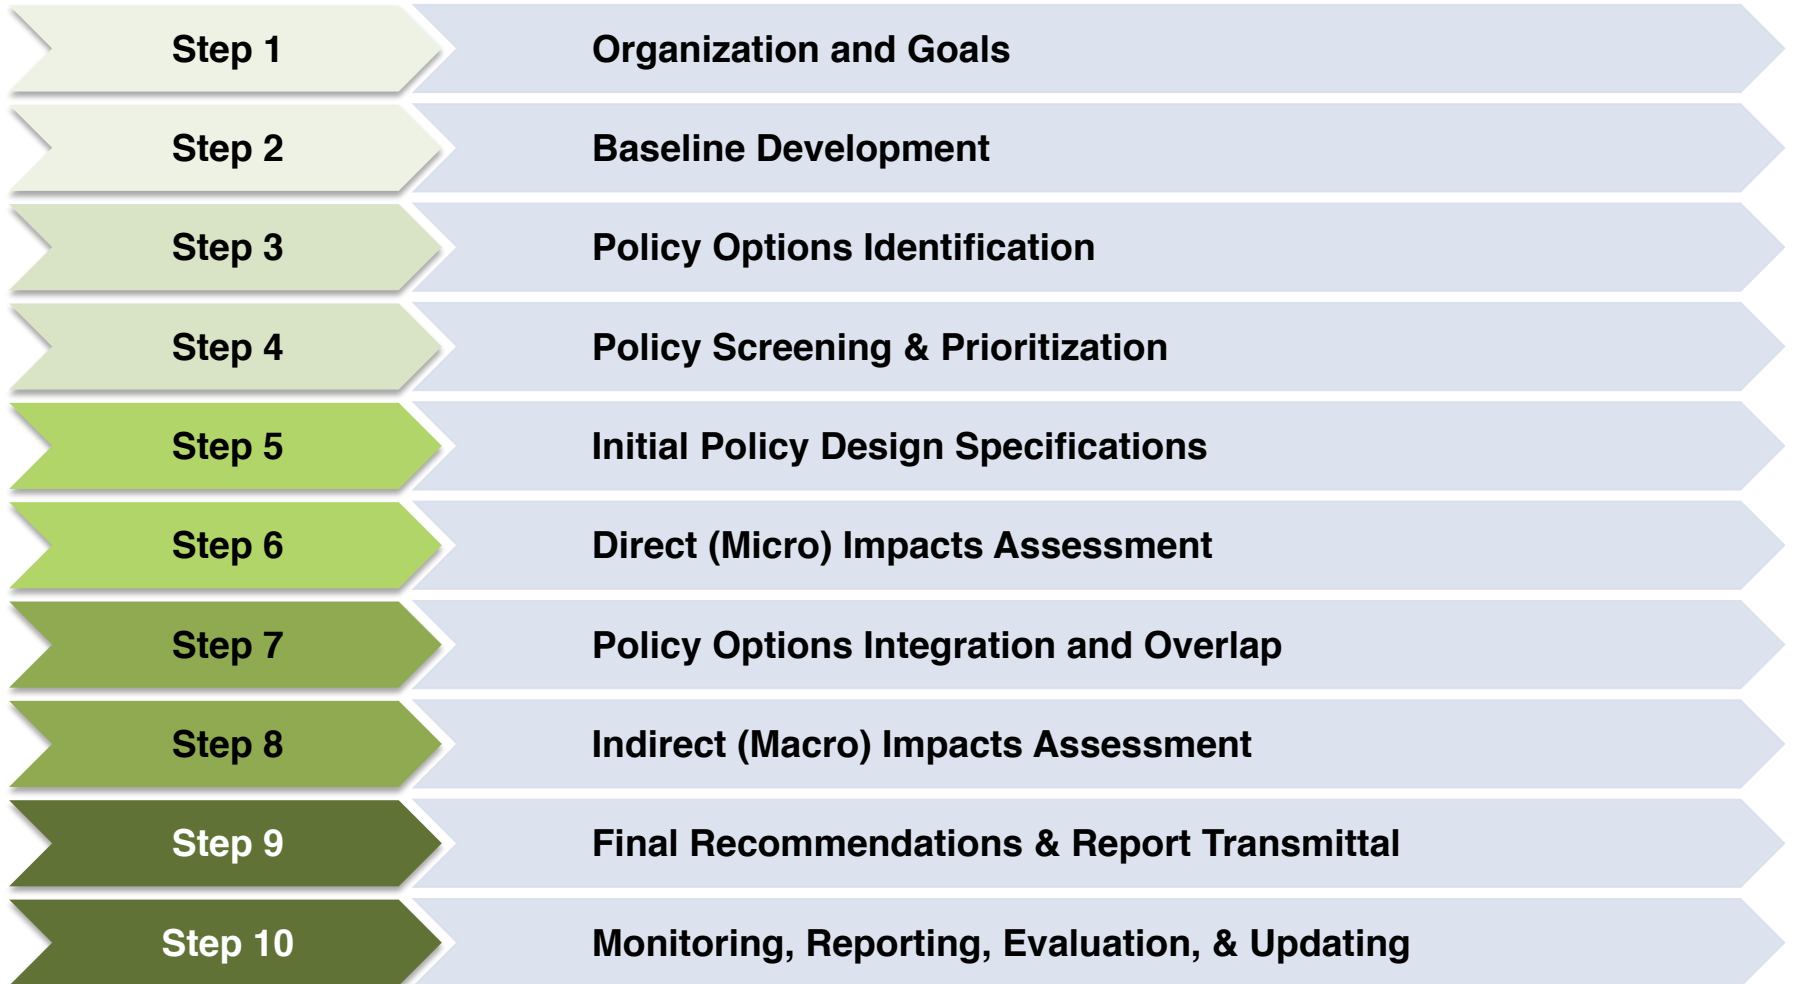 Step 1 Organization and Goals
Step 2 Baseline Development
Step 3 Policy Options Identification
Step 4 Policy Screening & Prioritization
Step 5 Initial Policy Design Specifications
Step 6 Direct (Micro) Impacts Assessment
Step 7 Policy Options Integration and Overlap
Step 8 Indirect (Macro) Impacts Assessment
Step 9 Final Recommendations & Report Transmittal
Step 10 Monitoring, Reporting, Evaluation, & Updating